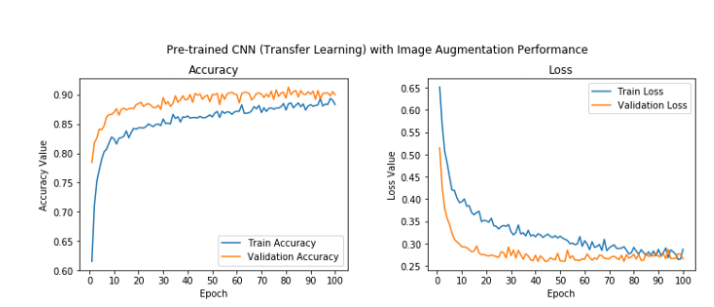 Pre-trained CNN (Transfer Learning) with Image Augmentation Performance
Accuracy
Accuracy Value
0.90
0.85
0.80
0.75
0.70
0.65
0.60
Train Accuracy
Validation Accuracy
0 10 20 30 40 50 60 70 80 90 100
Epoch
Loss
Loss Value
0.65
0.60
0.55
0.50
0.45
0.40
0.35
0.30
0.25
Train Loss
Validation Loss
0 10 20 30 40 50 60 70 80 90 100
Epoch